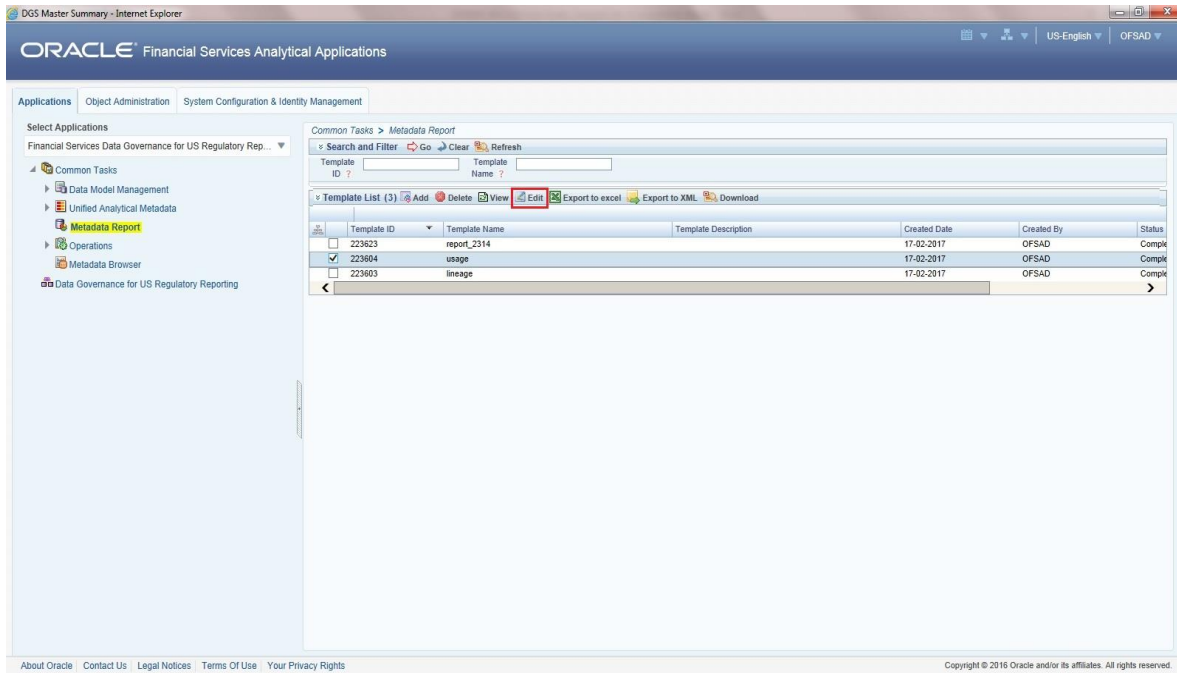 DGS Master Summary - Internet Explorer
ORACLE Financial Services Analytical Applications
US-English OFSAD
Applications Object Administration System Configuration & Identity Management
Select Applications
Financial Services Data Governance for US Regulatory Rep...
Common Tasks
Data Model Management
Unified Analytical Metadata
Metadata Report
Operations
Metadata Browser
Data Governance for US Regulatory Reporting
Common Tasks > Metadata Report
Search and Filter Go Clear Refresh
Template ID ? Template Name ?
Template List (3) Add Delete View Edit Export to excel Export to XML Download
Template ID Template Name Template Description Created Date Created By Status
223623 report_2314 17-02-2017 OFSAD Comple
223604 usage 17-02-2017 OFSAD Comple
223603 lineage 17-02-2017 OFSAD Comple
About Oracle Contact Us Legal Notices Terms Of Use Your Privacy Rights
Copyright © 2016 Oracle and/or its affiliates. All rights reserved.